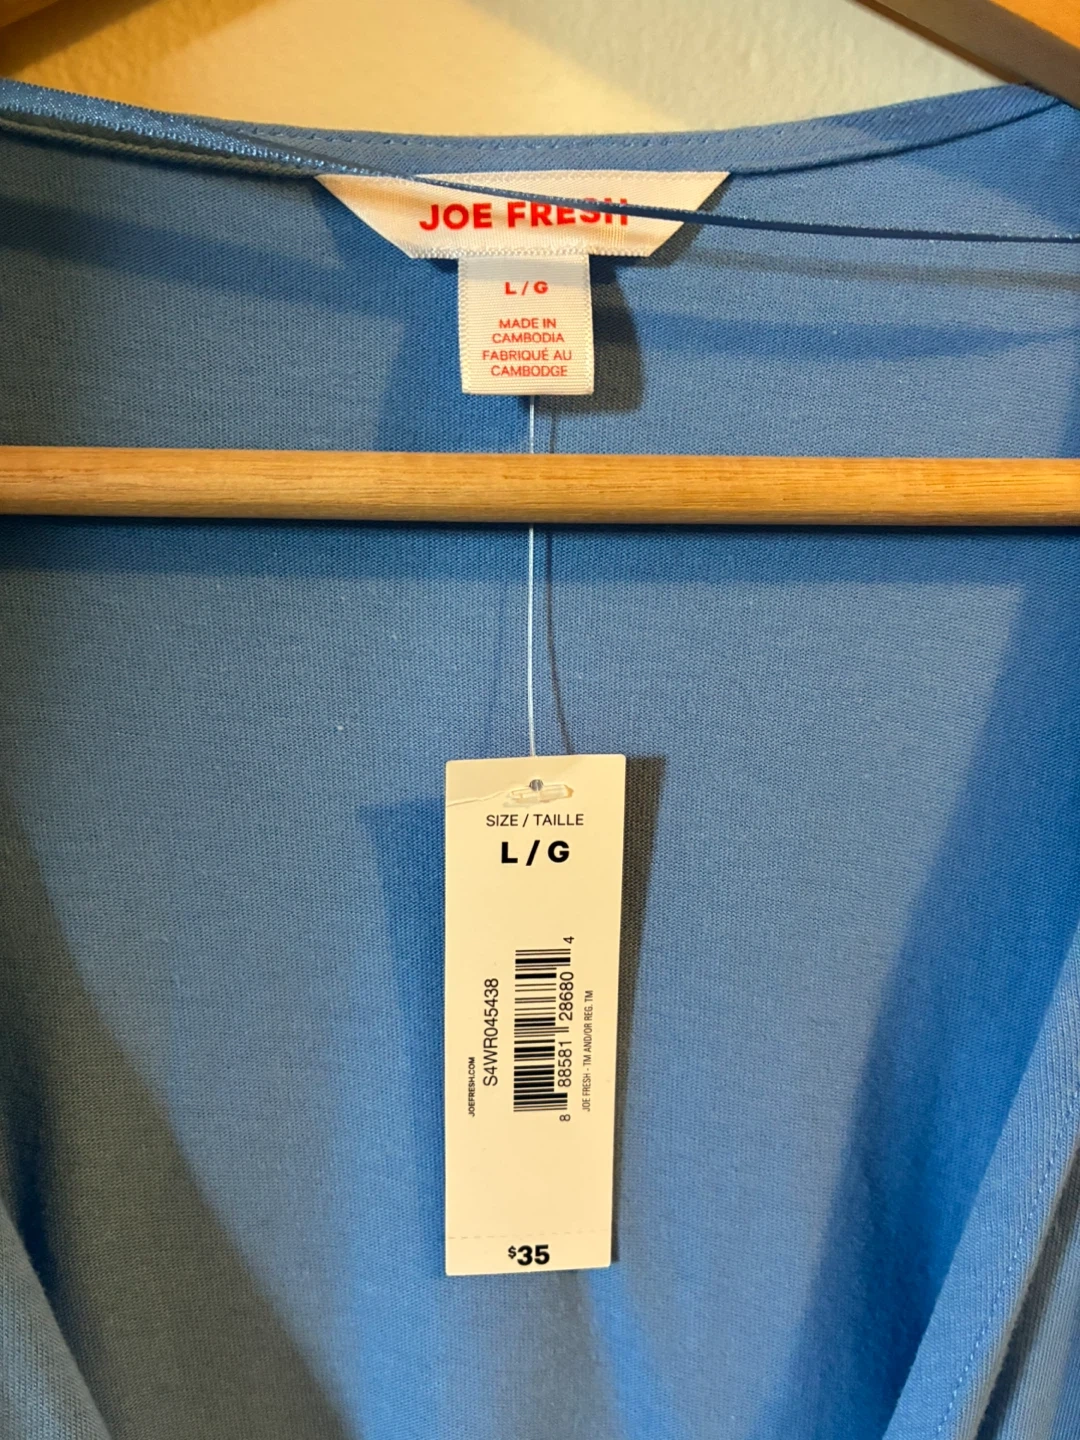 JOE FRESH
L / G
MADE IN
CAMBODIA
FABRIQUÉ AU
CAMBODGE
SIZE / TAILLE
L / G
JOEFRESH.COM
S4WR045438
8 88581 28680 4
JOE FRESH - TM AND/OR REG. TM
$35